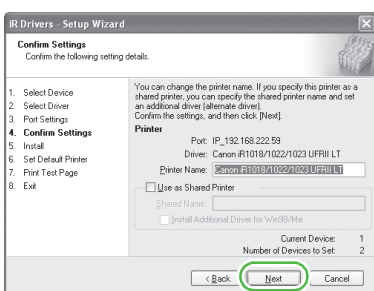 iR Drivers - Setup Wizard
Confirm Settings
Confirm the following setting details.
1. Select Device
2. Select Driver
3. Port Settings
4. Confirm Settings
5. Install
6. Set Default Printer
7. Print Test Page
8. Exit
You can change the printer name. If you specify this printer as a
shared printer, you can specify the shared printer name and set
an additional driver (alternate driver).
Confirm the settings, and then click [Next].
Printer
Port: IP_192.168.222.59
Driver: Canon iR1018/1022/1023 UFRII LT
Printer Name: Canon iR1018/1022/1023 UFRII LT
Use as Shared Printer
Shared Name:
Install Additional Driver for Win98/Me
Current Device: 1
Number of Devices to Set: 2
< Back
Next
Cancel